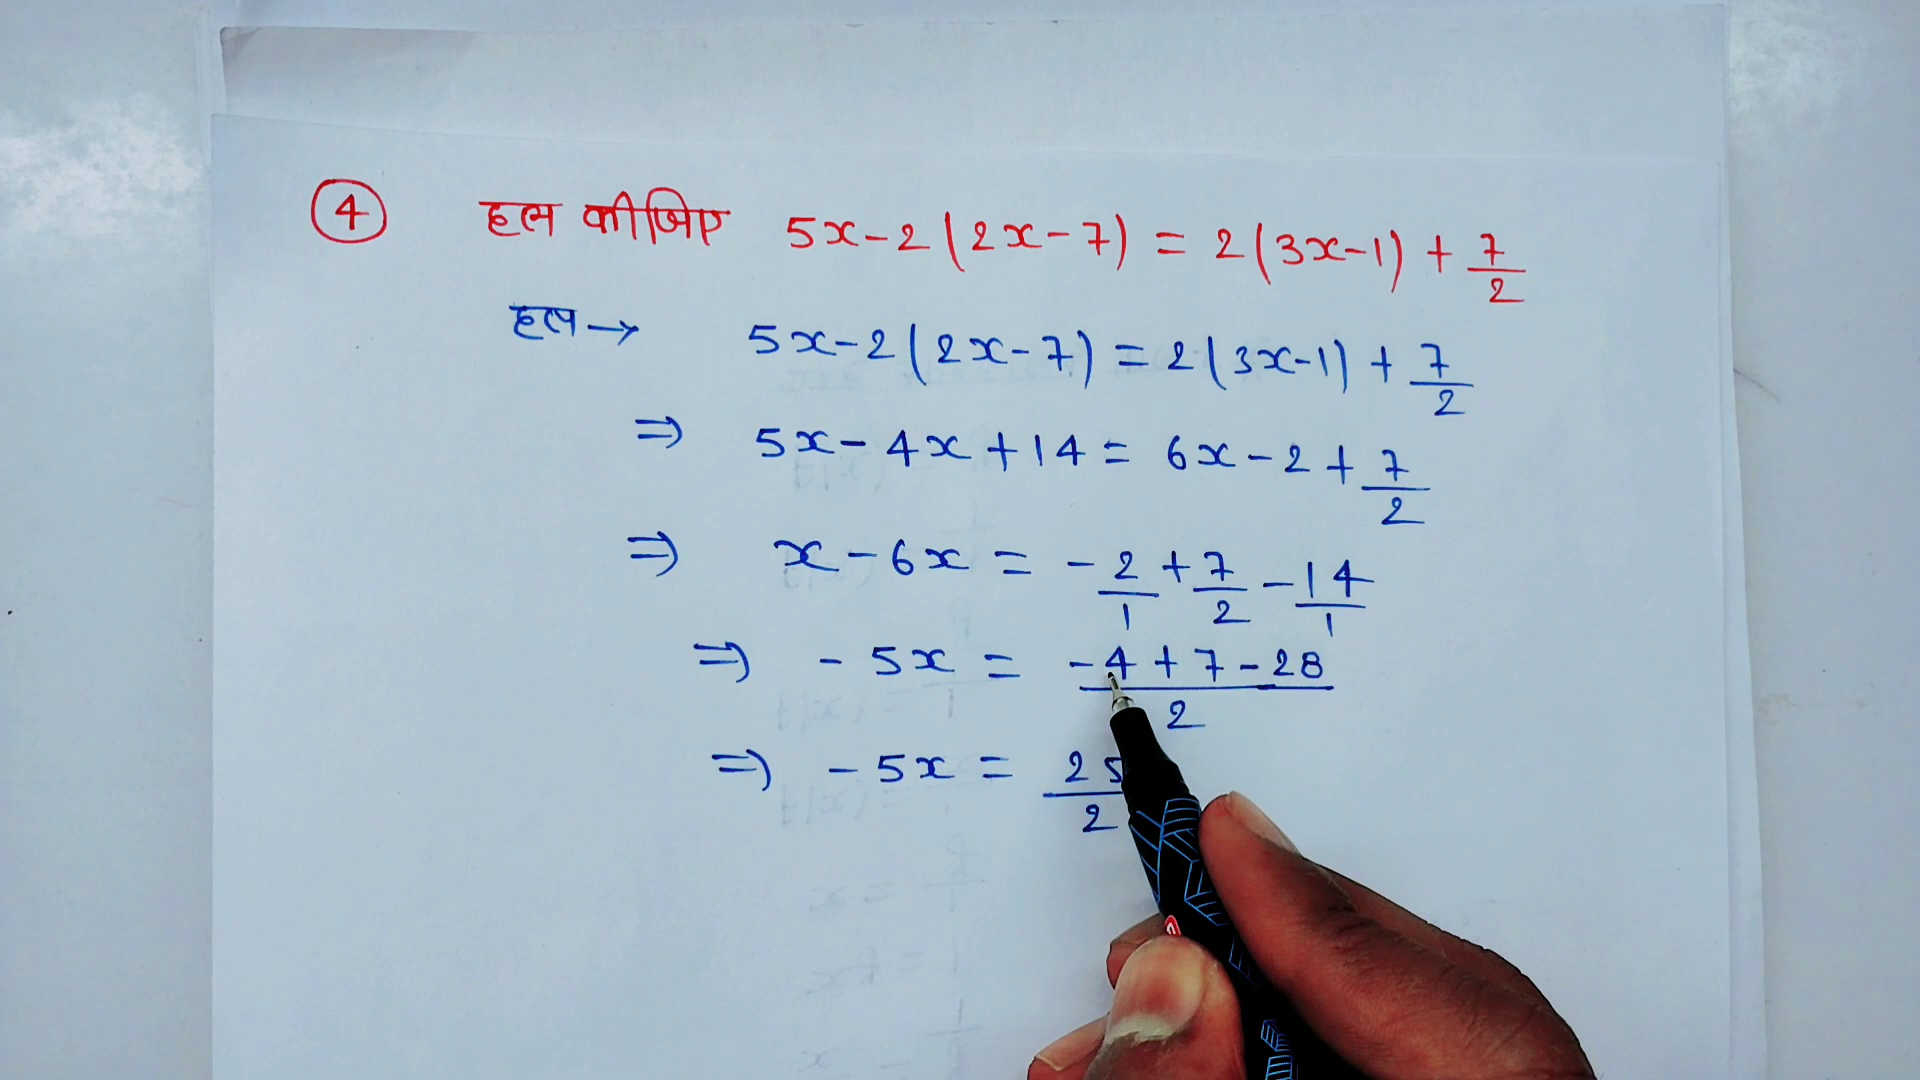 ④ हल कीजिए 5x-2(2x-7) = 2(3x-1) + 7/2
हल→ 5x-2(2x-7) = 2(3x-1) + 7/2
⇒ 5x-4x+14 = 6x-2+7/2
⇒ x-6x = -2/1+7/2-14/1
⇒ -5x = (-4+7-28)/2
⇒ -5x = 25/2